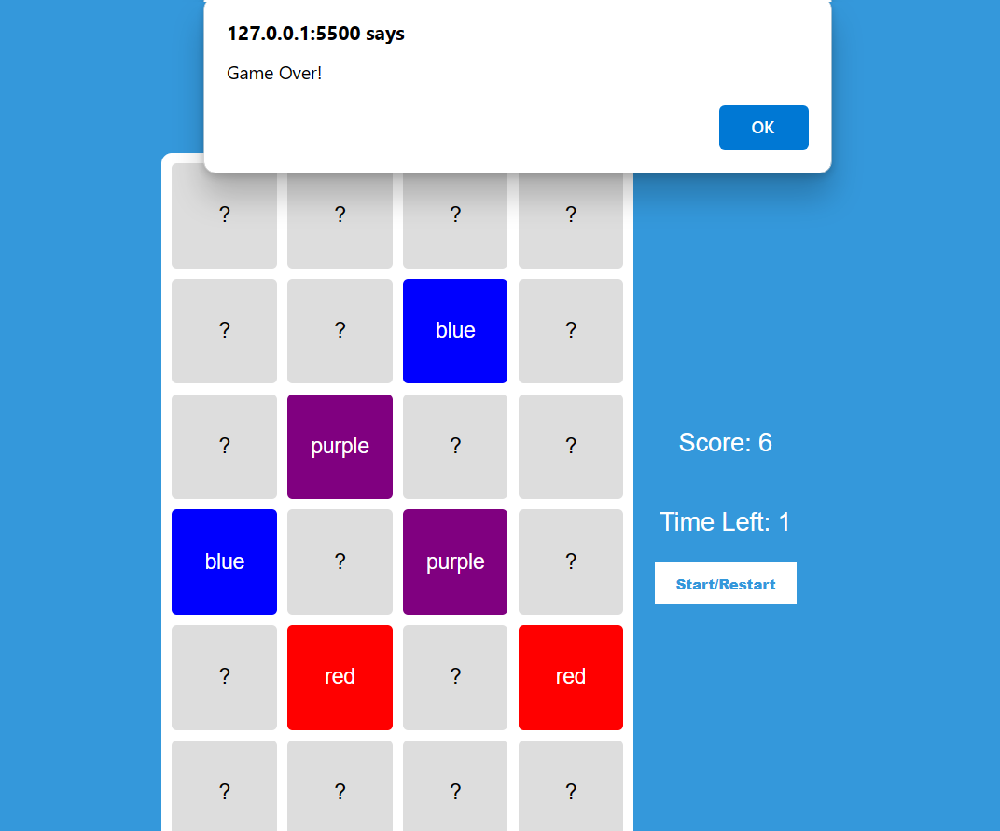 127.0.0.1:5500 says
Game Over!
OK
? ? ? ?
? ? blue ?
? purple ? ?
blue ? purple ?
? red ? red
? ? ? ?
Score: 6
Time Left: 1
Start/Restart